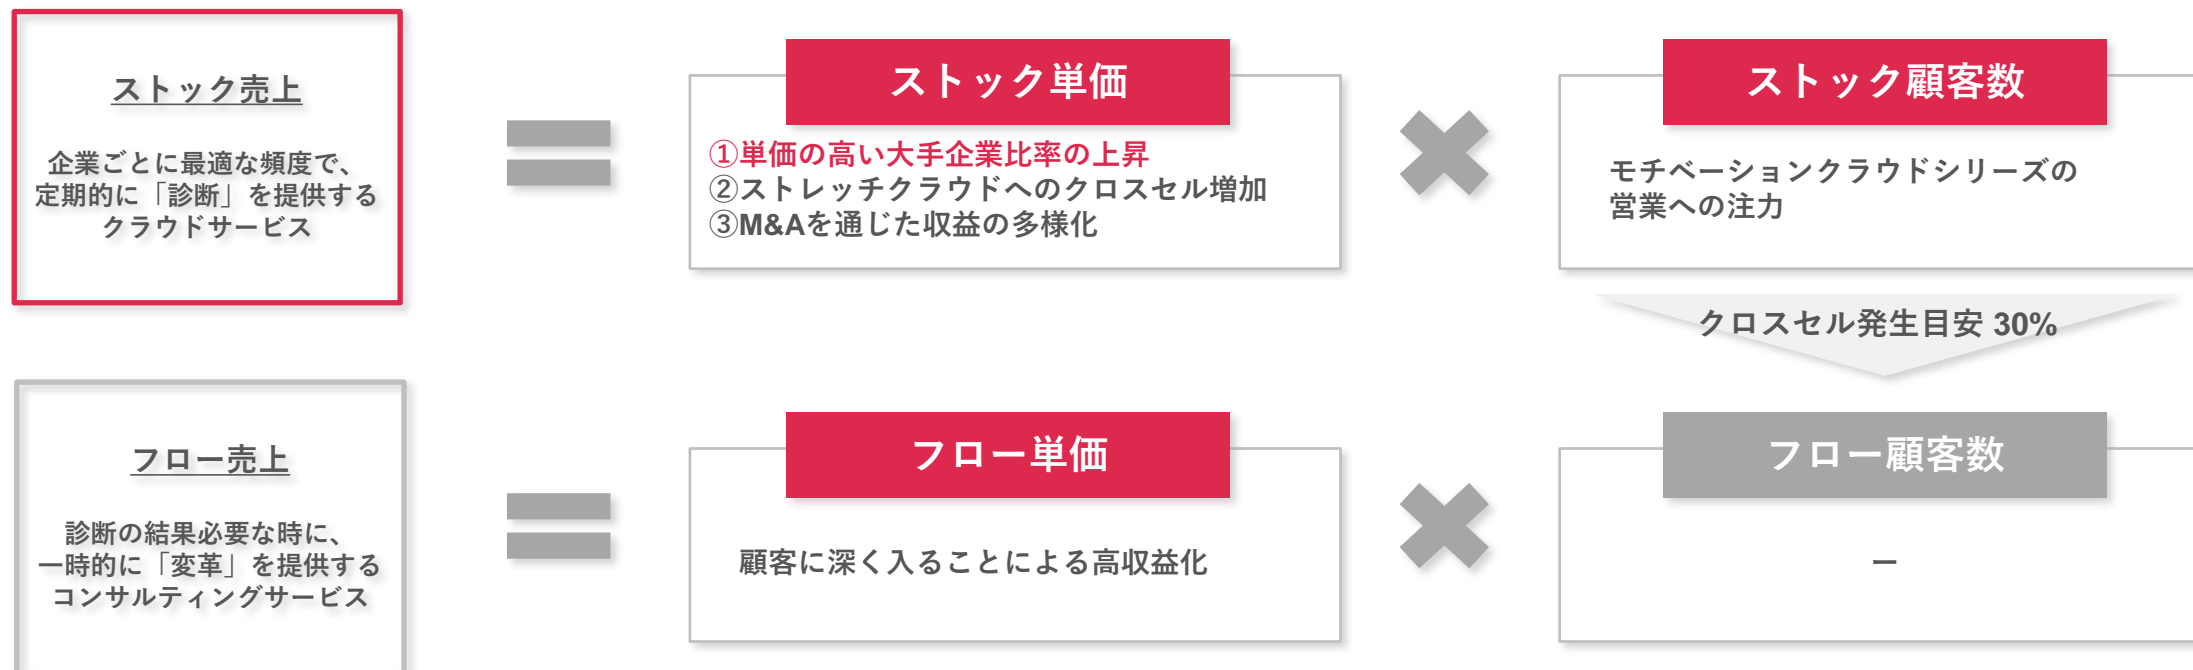 ストック売上
企業ごとに最適な頻度で、
定期的に「診断」を提供する
クラウドサービス
ストック単価
①単価の高い大手企業比率の上昇
②ストレッチクラウドへのクロスセル増加
③M&Aを通じた収益の多様化
ストック顧客数
モチベーションクラウドシリーズの
営業への注力
クロスセル発生目安 30%
フロー売上
診断の結果必要な時に、
一時的に「変革」を提供する
コンサルティングサービス
フロー単価
顧客に深く入ることによる高収益化
フロー顧客数
ー